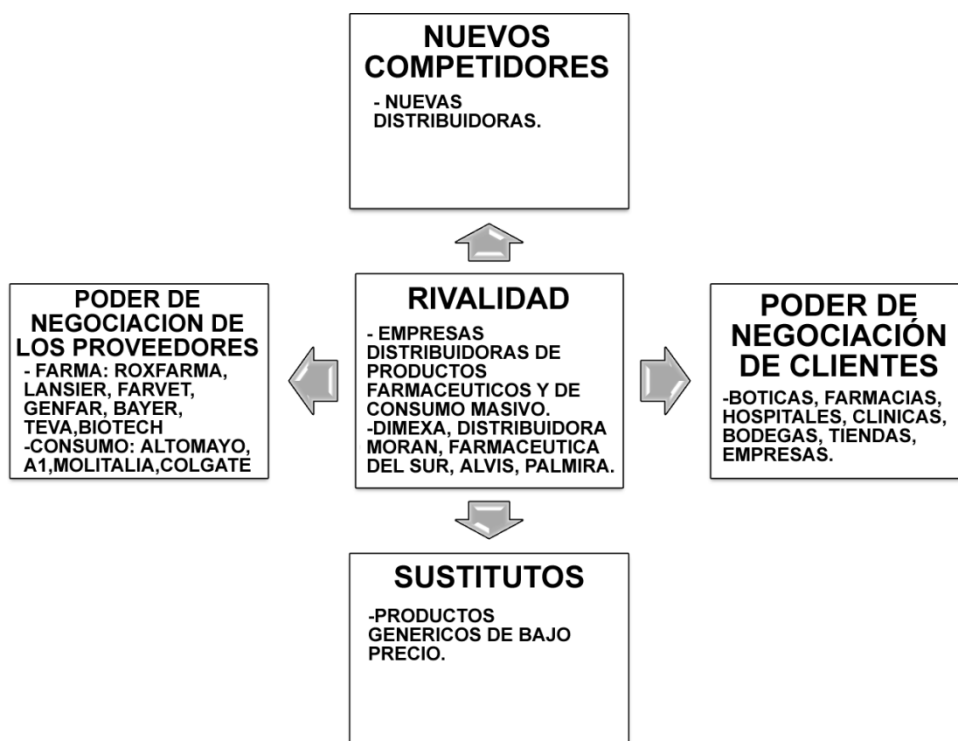 NUEVOS
COMPETIDORES
- NUEVAS
DISTRIBUIDORAS.
PODER DE
NEGOCIACION DE
LOS PROVEEDORES
- FARMA: ROXFARMA,
LANSIER, FARVET,
GENFAR, BAYER,
TEVA,BIOTECH
-CONSUMO: ALTOMAYO,
A1,MOLITALIA,COLGATE
RIVALIDAD
- EMPRESAS
DISTRIBUIDORAS DE
PRODUCTOS
FARMACEUTICOS Y DE
CONSUMO MASIVO.
-DIMEXA, DISTRIBUIDORA
MORAN, FARMACEUTICA
DEL SUR, ALVIS, PALMIRA.
PODER DE
NEGOCIACIÓN
DE CLIENTES
-BOTICAS, FARMACIAS,
HOSPITALES, CLINICAS,
BODEGAS, TIENDAS,
EMPRESAS.
SUSTITUTOS
-PRODUCTOS
GENERICOS DE BAJO
PRECIO.